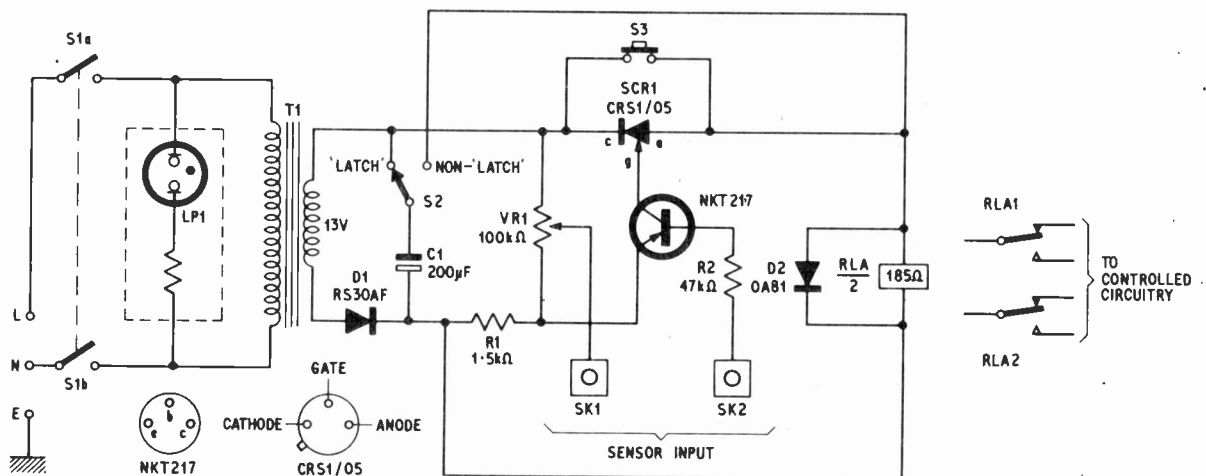 S1a
LP1
L
N
S1b
E
T1
13V
'LATCH'
NON-'LATCH'
S2
C1
200µF
D1
RS30AF
R1
1·5kΩ
VR1
100kΩ
S3
SCR1
CRS1/05
c
a
g
NKT217
R2
47kΩ
D2
OA81
RLA
2
185Ω
SK1
SK2
SENSOR INPUT
RLA1
RLA2
TO
CONTROLLED
CIRCUITRY
b
e
c
NKT217
GATE
CATHODE
ANODE
CRS1/05